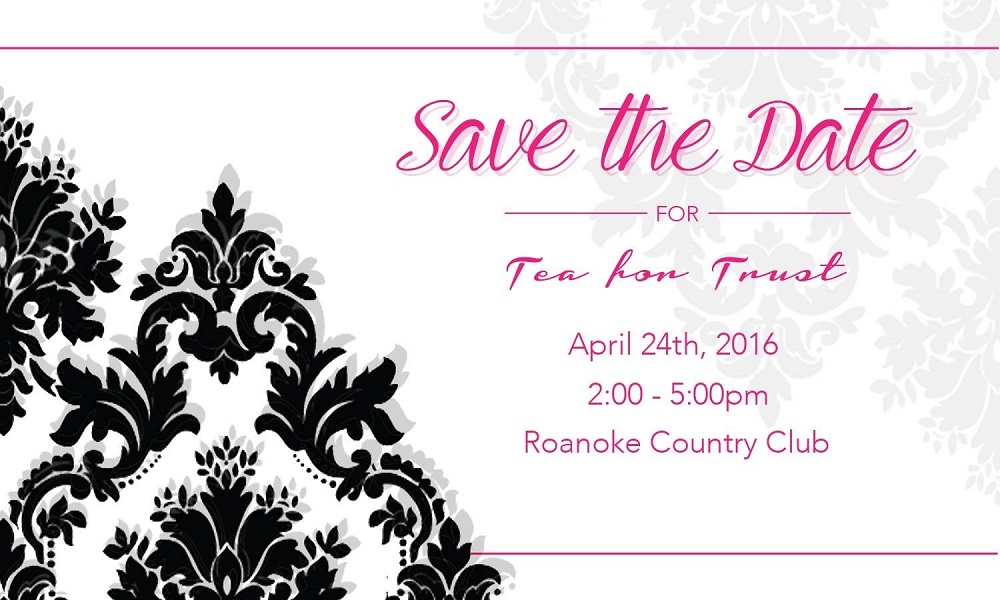 Save the Date
FOR
Tea for Trust
April 24th, 2016
2:00 - 5:00pm
Roanoke Country Club